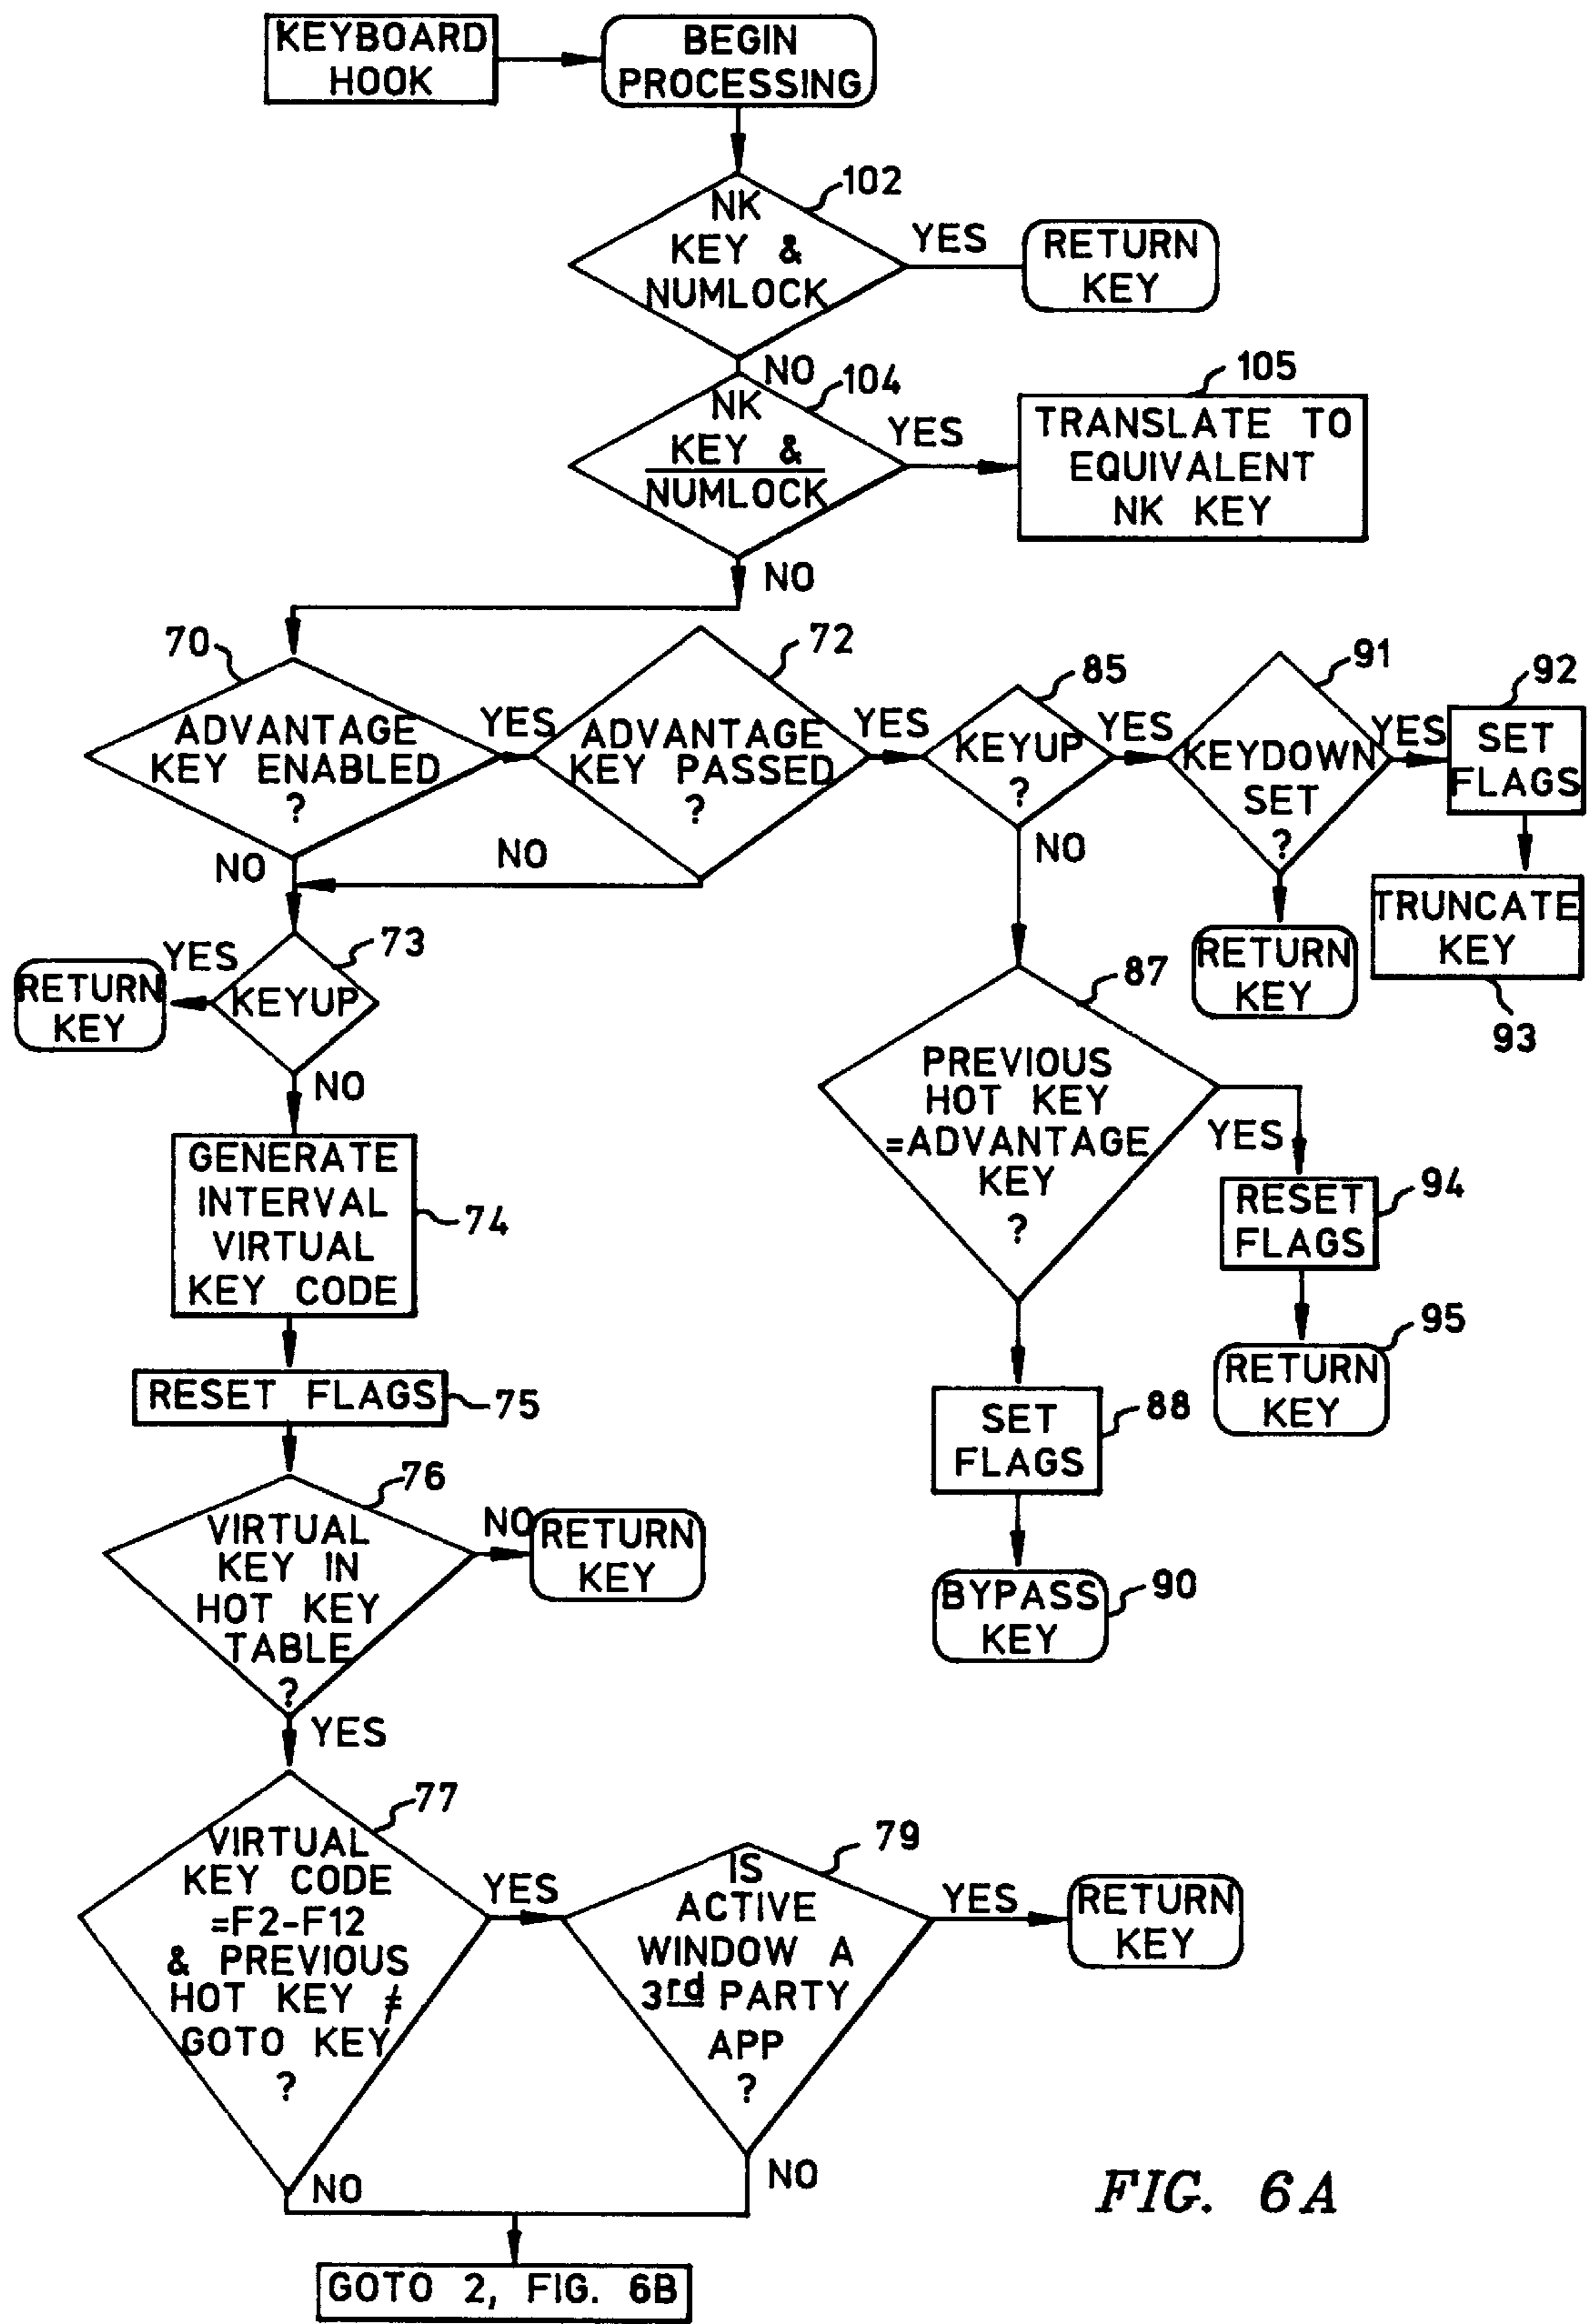 KEYBOARD
HOOK
BEGIN
PROCESSING
102
NK
KEY &
NUMLOCK
YES
RETURN
KEY
NO
104
NK
KEY &
NUMLOCK
YES
105
TRANSLATE TO
EQUIVALENT
NK KEY
NO
70
ADVANTAGE
KEY ENABLED
?
YES
72
ADVANTAGE
KEY PASSED
?
YES
85
KEYUP
?
YES
91
KEYDOWN
SET
?
YES
92
SET
FLAGS
NO
NO
NO
RETURN
KEY
TRUNCATE
KEY
93
YES
73
RETURN
KEY
KEYUP
NO
87
PREVIOUS
HOT KEY
=ADVANTAGE
KEY
?
YES
94
RESET
FLAGS
95
RETURN
KEY
GENERATE
INTERVAL
VIRTUAL
KEY CODE
74
RESET FLAGS
75
88
SET
FLAGS
90
BYPASS
KEY
76
VIRTUAL
KEY IN
HOT KEY
TABLE
?
NO
RETURN
KEY
YES
77
VIRTUAL
KEY CODE
=F2-F12
& PREVIOUS
HOT KEY ≠
GOTO KEY
?
YES
79
IS
ACTIVE
WINDOW A
3rd PARTY
APP
?
YES
RETURN
KEY
NO
NO
GOTO 2, FIG. 6B
FIG. 6A